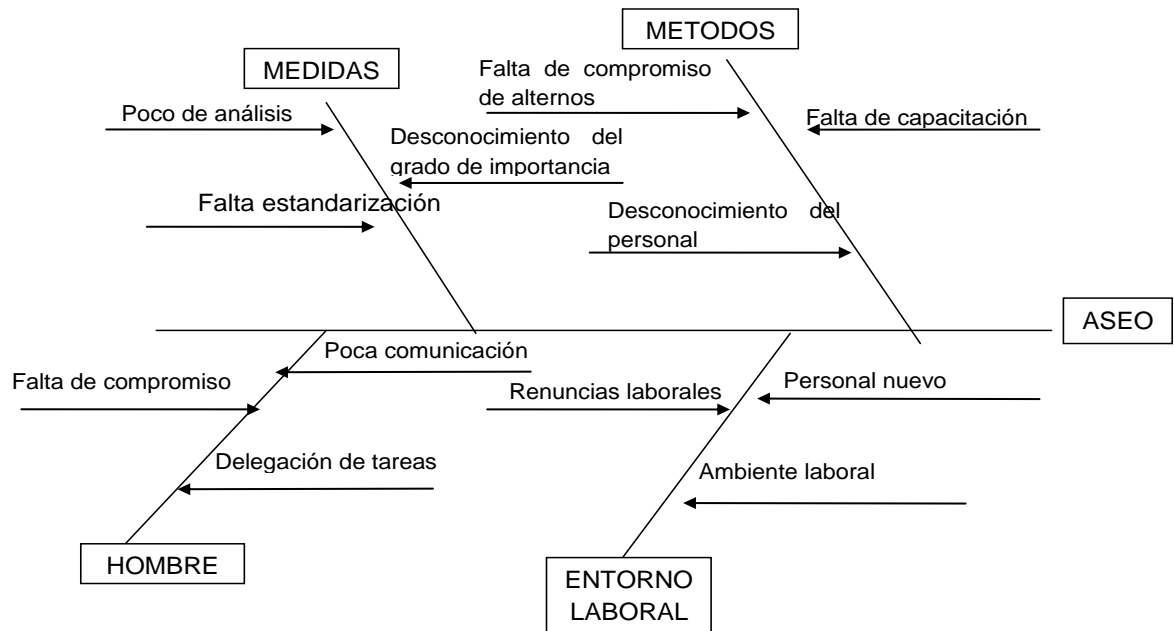 METODOS
MEDIDAS
Falta de compromiso
de alternos
Poco de análisis
Falta de capacitación
Desconocimiento del
grado de importancia
Falta estandarización
Desconocimiento del
personal
ASEO
Poca comunicación
Falta de compromiso
Renuncias laborales
Personal nuevo
Delegación de tareas
Ambiente laboral
HOMBRE
ENTORNO
LABORAL